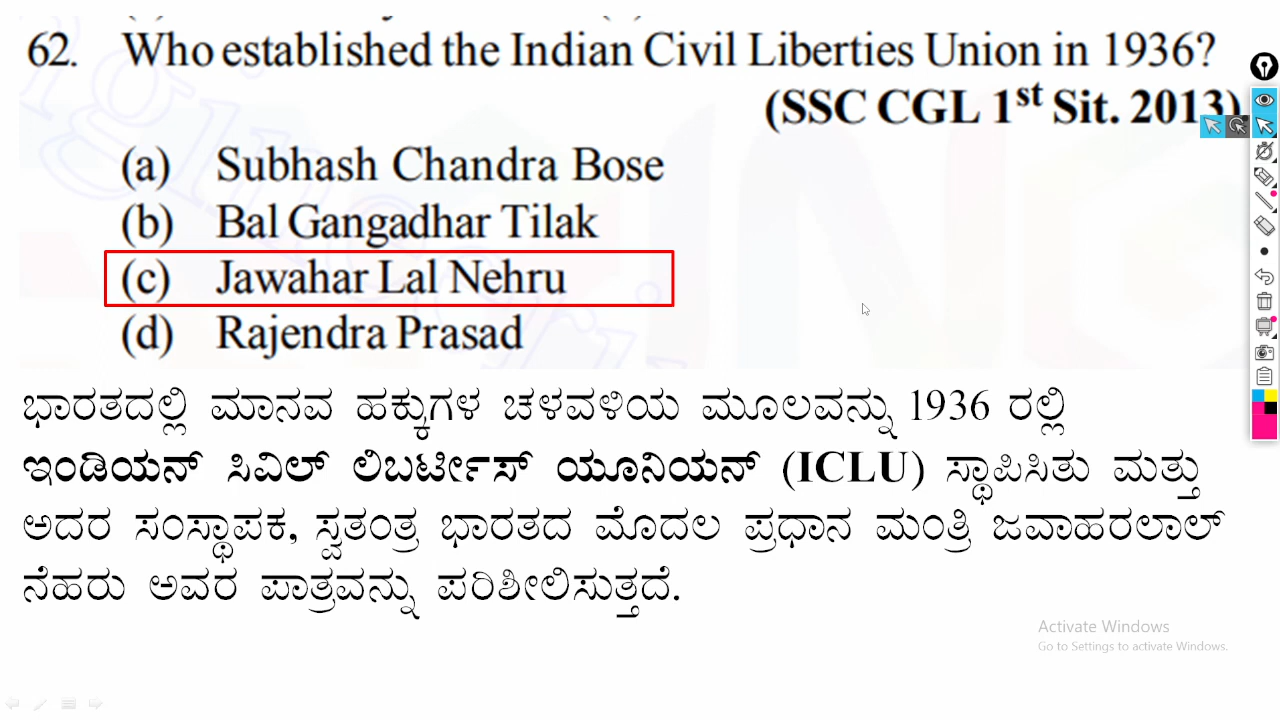 62. Who established the Indian Civil Liberties Union in 1936?
(SSC CGL 1st Sit. 2013)
(a) Subhash Chandra Bose
(b) Bal Gangadhar Tilak
(c) Jawahar Lal Nehru
(d) Rajendra Prasad
ಭಾರತದಲ್ಲಿ ಮಾನವ ಹಕ್ಕುಗಳ ಚಳವಳಿಯ ಮೂಲವನ್ನು 1936 ರಲ್ಲಿ
ಇಂಡಿಯನ್ ಸಿವಿಲ್ ಲಿಬರ್ಟೀಸ್ ಯೂನಿಯನ್ (ICLU) ಸ್ಥಾಪಿಸಿತು ಮತ್ತು
ಅದರ ಸಂಸ್ಥಾಪಕ, ಸ್ವತಂತ್ರ ಭಾರತದ ಮೊದಲ ಪ್ರಧಾನ ಮಂತ್ರಿ ಜವಾಹರಲಾಲ್
ನೆಹರು ಅವರ ಪಾತ್ರವನ್ನು ಪರಿಶೀಲಿಸುತ್ತದೆ.
Activate Windows
Go to Settings to activate Windows.